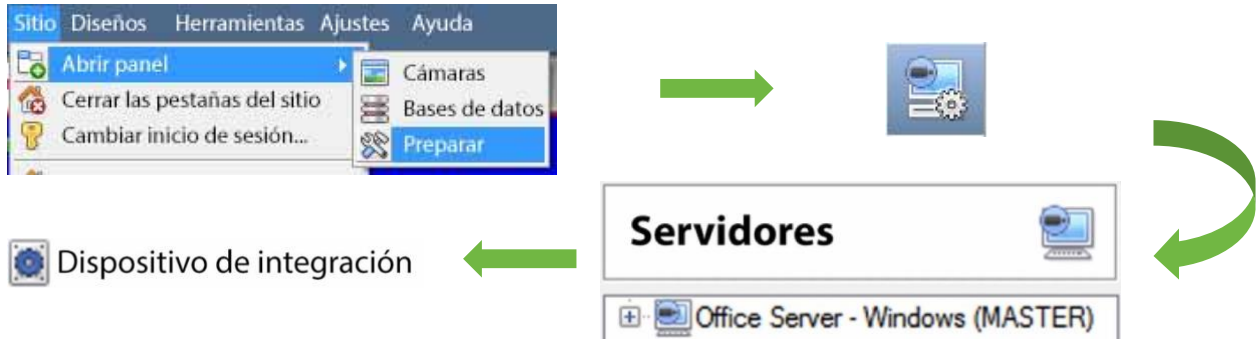 Sitio Diseños Herramientas Ajustes Ayuda
Abrir panel
Cerrar las pestañas del sitio
Cambiar inicio de sesión...
Cámaras
Bases de datos
Preparar
Servidores
Office Server - Windows (MASTER)
Dispositivo de integración